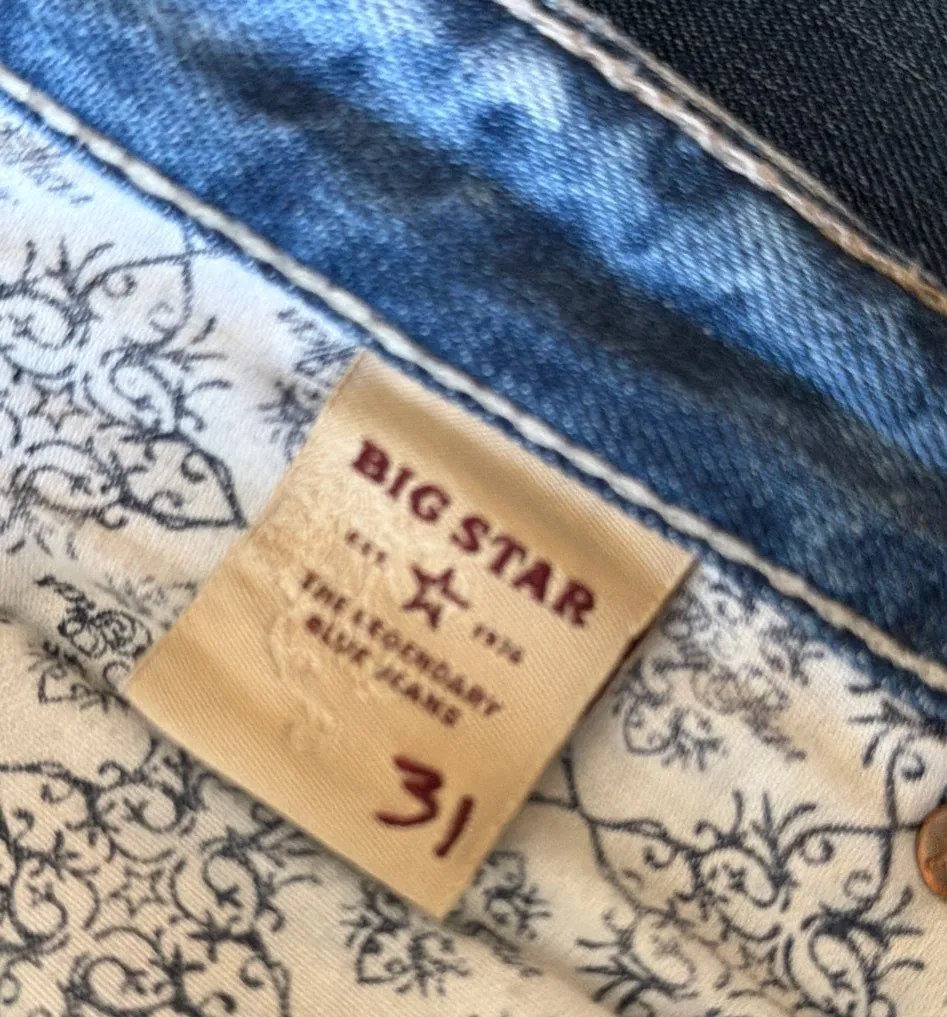 BIG STAR
EST. 1974
THE LEGENDARY
BLUE JEANS
31